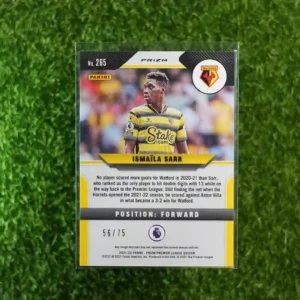 No. 265
PRIZM
PANINI
Stake
.com
ISMAÏLA SARR
No player scored more goals for Watford in 2020-21 than Sarr,
who ranked as the only player to hit double digits with 13 while on
the way back to the Premier League. Still finding the net when the
Hornets opened the 2021-22 season, he scored against Aston Villa
in what became a 3-2 win for Watford.
POSITION: FORWARD
56/75